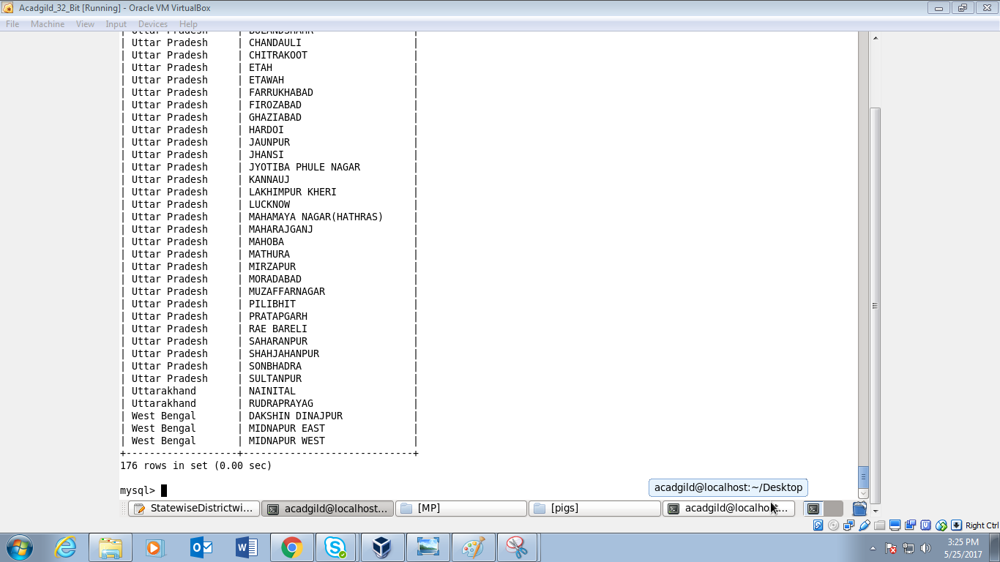 Acadgild_32_Bit [Running] - Oracle VM VirtualBox
File Machine View Input Devices Help
| Uttar Pradesh | BULANDSHAHR |
| Uttar Pradesh | CHANDAULI |
| Uttar Pradesh | CHITRAKOOT |
| Uttar Pradesh | ETAH |
| Uttar Pradesh | ETAWAH |
| Uttar Pradesh | FARRUKHABAD |
| Uttar Pradesh | FIROZABAD |
| Uttar Pradesh | GHAZIABAD |
| Uttar Pradesh | HARDOI |
| Uttar Pradesh | JAUNPUR |
| Uttar Pradesh | JHANSI |
| Uttar Pradesh | JYOTIBA PHULE NAGAR |
| Uttar Pradesh | KANNAUJ |
| Uttar Pradesh | LAKHIMPUR KHERI |
| Uttar Pradesh | LUCKNOW |
| Uttar Pradesh | MAHAMAYA NAGAR(HATHRAS) |
| Uttar Pradesh | MAHARAJGANJ |
| Uttar Pradesh | MAHOBA |
| Uttar Pradesh | MATHURA |
| Uttar Pradesh | MIRZAPUR |
| Uttar Pradesh | MORADABAD |
| Uttar Pradesh | MUZAFFARNAGAR |
| Uttar Pradesh | PILIBHIT |
| Uttar Pradesh | PRATAPGARH |
| Uttar Pradesh | RAE BARELI |
| Uttar Pradesh | SAHARANPUR |
| Uttar Pradesh | SHAHJAHANPUR |
| Uttar Pradesh | SONBHADRA |
| Uttar Pradesh | SULTANPUR |
| Uttarakhand | NAINITAL |
| Uttarakhand | RUDRAPRAYAG |
| West Bengal | DAKSHIN DINAJPUR |
| West Bengal | MIDNAPUR EAST |
| West Bengal | MIDNAPUR WEST |
+-------------------+-----------------------------+
176 rows in set (0.00 sec)
mysql>
acadgild@localhost:~/Desktop
StatewiseDistrictwi... acadgild@localhost... [MP] [pigs] acadgild@localhost...
Right Ctrl
3:25 PM
5/25/2017